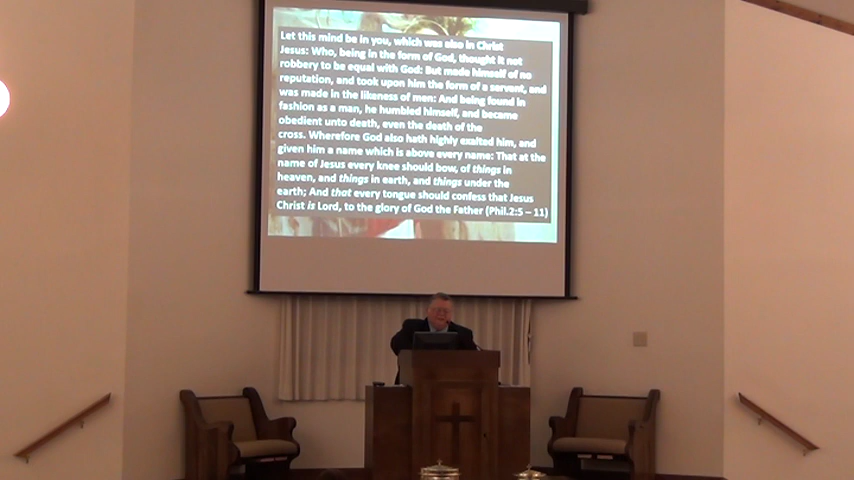 Let this mind be in you, which was also in Christ
Jesus: Who, being in the form of God, thought it not
robbery to be equal with God: But made himself of no
reputation, and took upon him the form of a servent, and
was made in the likeness of men: And being found in
fashion as a man, he humbled himself, and became
obedient unto death, even the death of the
cross. Wherefore God also hath highly exalted him, and
given him a name which is above every name: That at the
name of Jesus every knee should bow, of things in
heaven, and things in earth, and things under the
earth; And that every tongue should confess that Jesus
Christ is Lord, to the glory of God the Father (Phil.2:5 – 11)